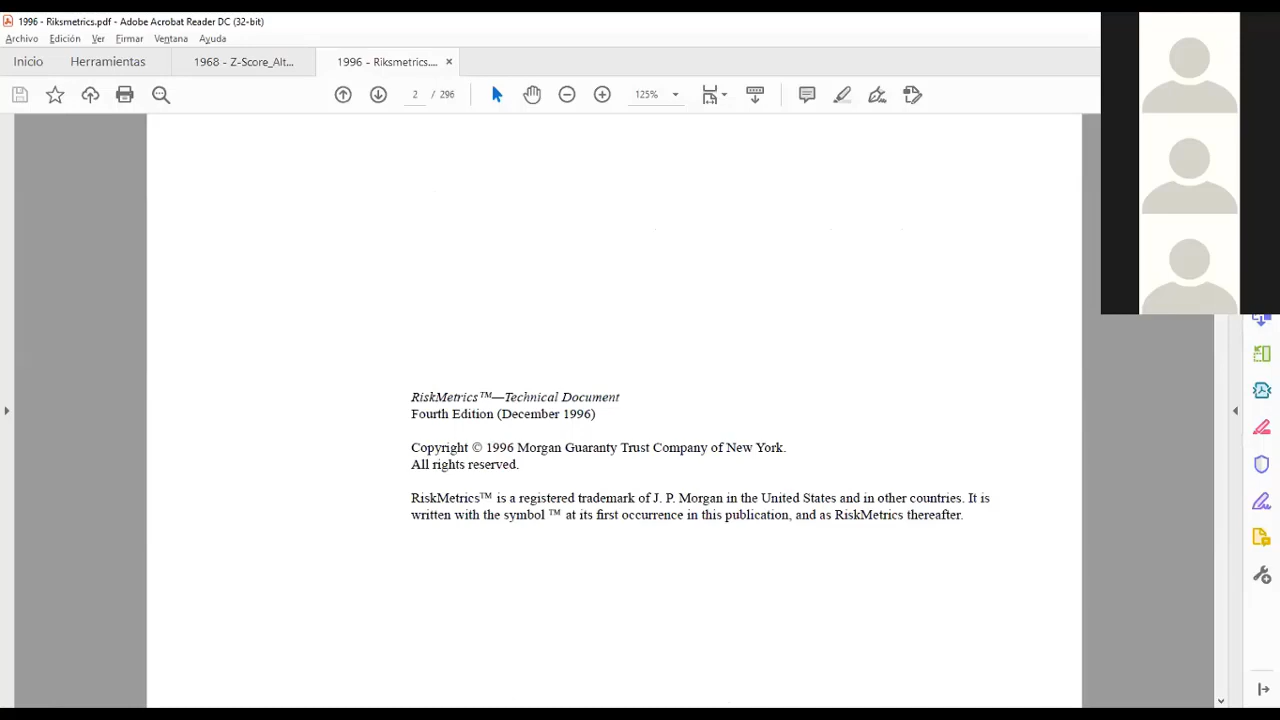 1996 - Riksmetrics.pdf - Adobe Acrobat Reader DC (32-bit)
Archivo Edición Ver Firmar Ventana Ayuda
Inicio Herramientas 1968 - Z-Score_Alt... 1996 - Riksmetrics.... ×
2 / 296 125%
RiskMetrics™—Technical Document
Fourth Edition (December 1996)
Copyright © 1996 Morgan Guaranty Trust Company of New York.
All rights reserved.
RiskMetrics™ is a registered trademark of J. P. Morgan in the United States and in other countries. It is
written with the symbol ™ at its first occurrence in this publication, and as RiskMetrics thereafter.